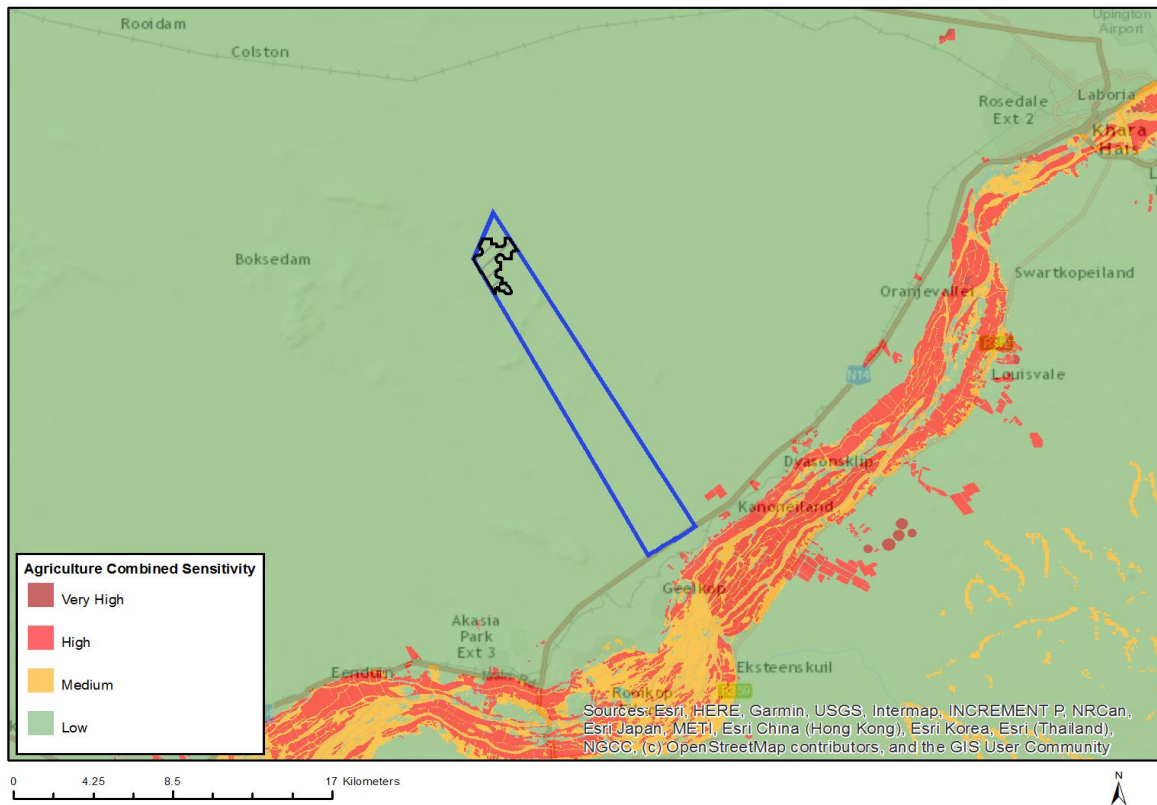 Rooidam
Colston
Upington
Airport
Rosedale
Ext 2
Laboria
Khara
Hais
Boksedam
Swartkopeiland
Oranjevallei
N14
Louisvale
Dyasonsklip
Kanoneiland
Geelkop
Akasia
Park
Ext 3
Eenduin
Eksteenskuil
Rooikop
Agriculture Combined Sensitivity
Very High
High
Medium
Low
Sources: Esri, HERE, Garmin, USGS, Intermap, INCREMENT P, NRCan,
Esri Japan, METI, Esri China (Hong Kong), Esri Korea, Esri (Thailand),
NGCC, (c) OpenStreetMap contributors, and the GIS User Community
0 4.25 8.5 17 Kilometers
N